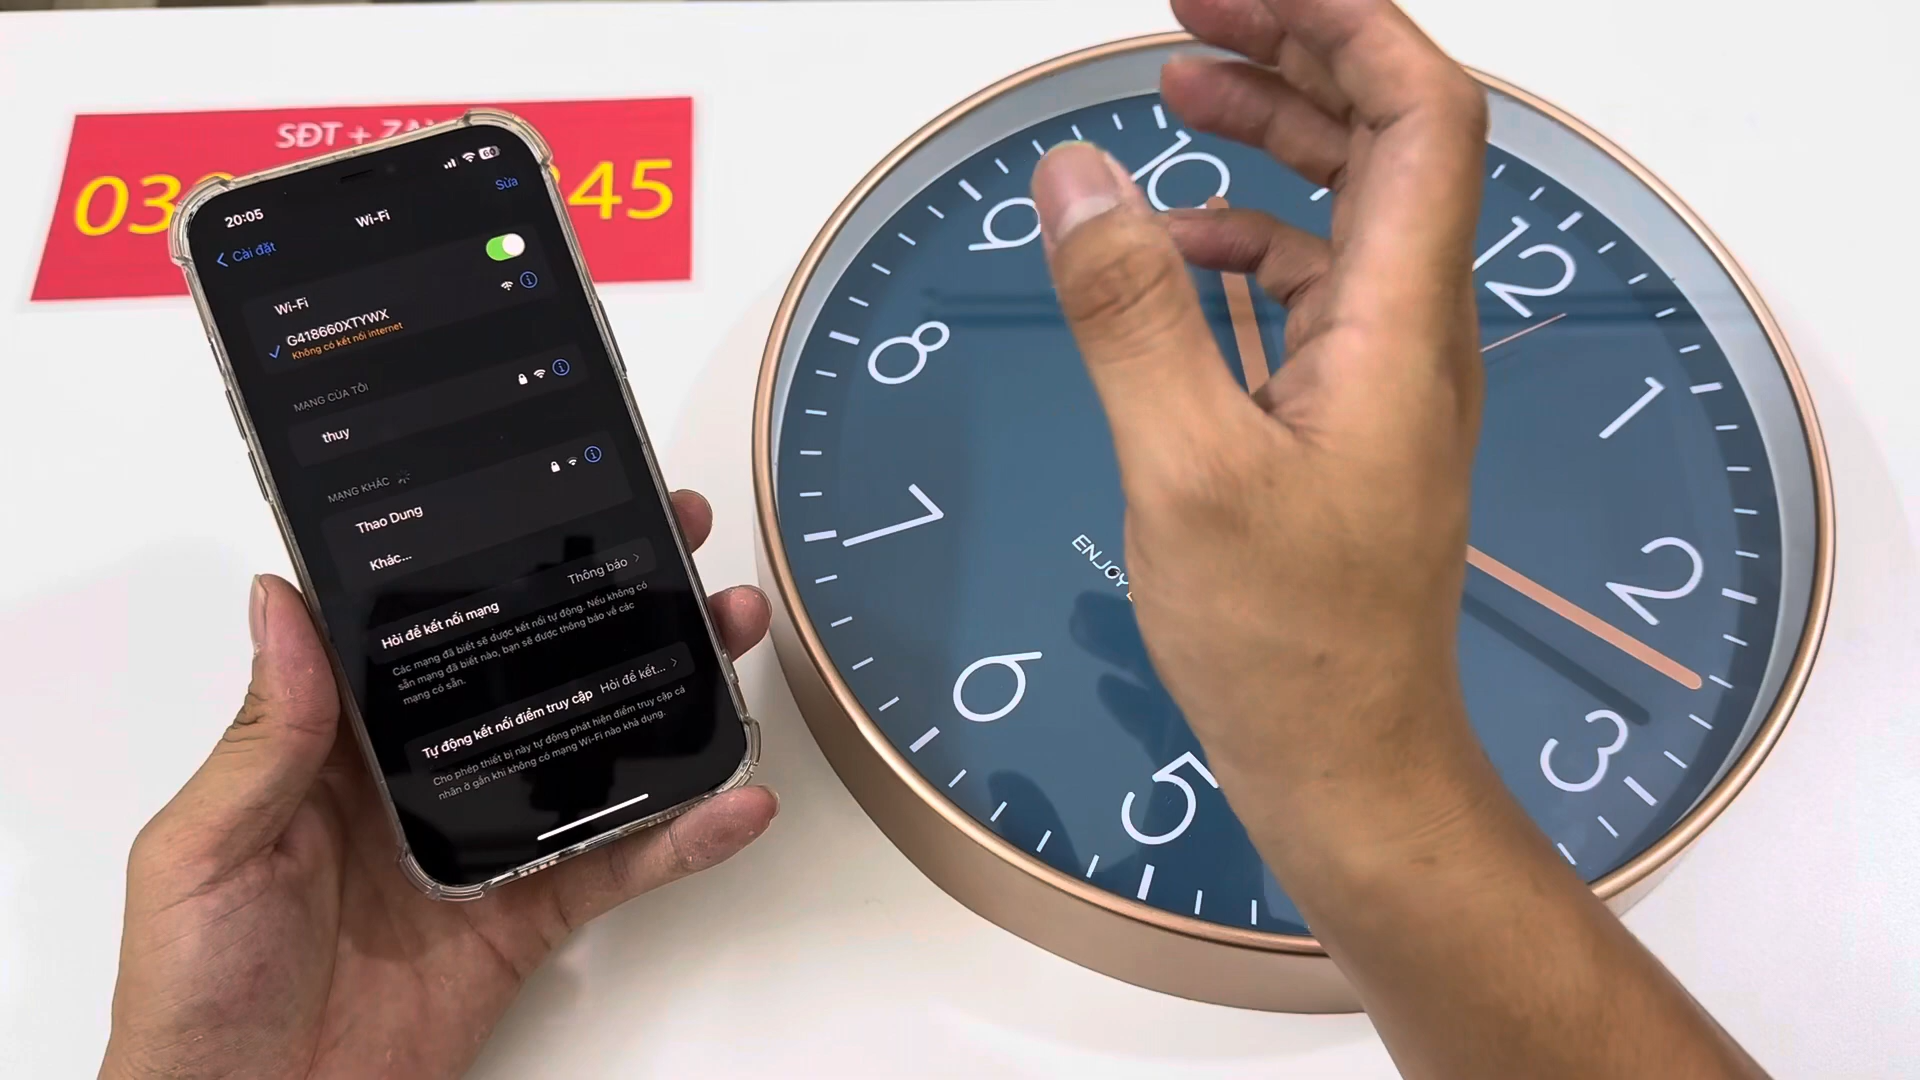 SĐT +
03
345
20:05
60
Cài đặt
Wi-Fi
Sửa
Wi-Fi
G418660XTYWX
Không có kết nối internet
MẠNG CỦA TÔI
thuy
MẠNG KHÁC
Thao Dung
Khác...
Hỏi để kết nối mạng
Thông báo
Các mạng đã biết sẽ được kết nối tự động. Nếu không có
sẵn mạng đã biết nào, bạn sẽ được thông báo về các
mạng có sẵn.
Tự động kết nối điểm truy cập
Hỏi để kết...
Cho phép thiết bị này tự động phát hiện điểm truy cập cá
nhân ở gần khi không có mạng Wi-Fi nào khả dụng.
9
10
12
8
1
7
2
6
3
5
ENJOY